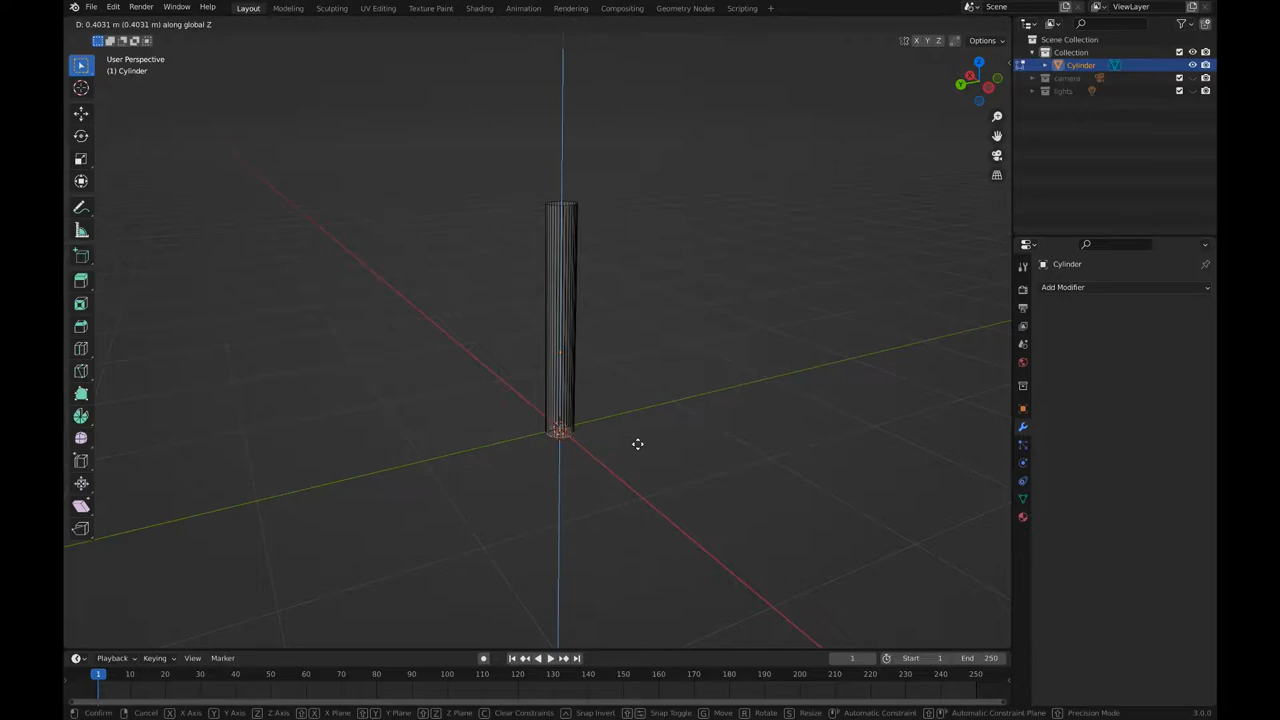 File Edit Render Window Help Layout Modeling Sculpting UV Editing Texture Paint Shading Animation Rendering Compositing Geometry Nodes Scripting Scene ViewLayer
D: 0.4031 m (0.4031 m) along global Z
X Y Z Options
User Perspective
(1) Cylinder
Scene Collection
Collection
Cylinder
camera
lights
Z
X
Y
Cylinder
Add Modifier
Playback Keying View Marker 1 Start 1 End 250
1 10 20 30 40 50 60 70 80 90 100 110 120 130 140 150 160 170 180 190 200 210 220 230 240 250
Confirm Cancel X X Axis Y Y Axis Z Z Axis X X Plane Y Y Plane Z Z Plane C Clear Constraints Snap Invert Snap Toggle G Move R Rotate S Resize Automatic Constraint Automatic Constraint Plane Precision Mode 3.0.0